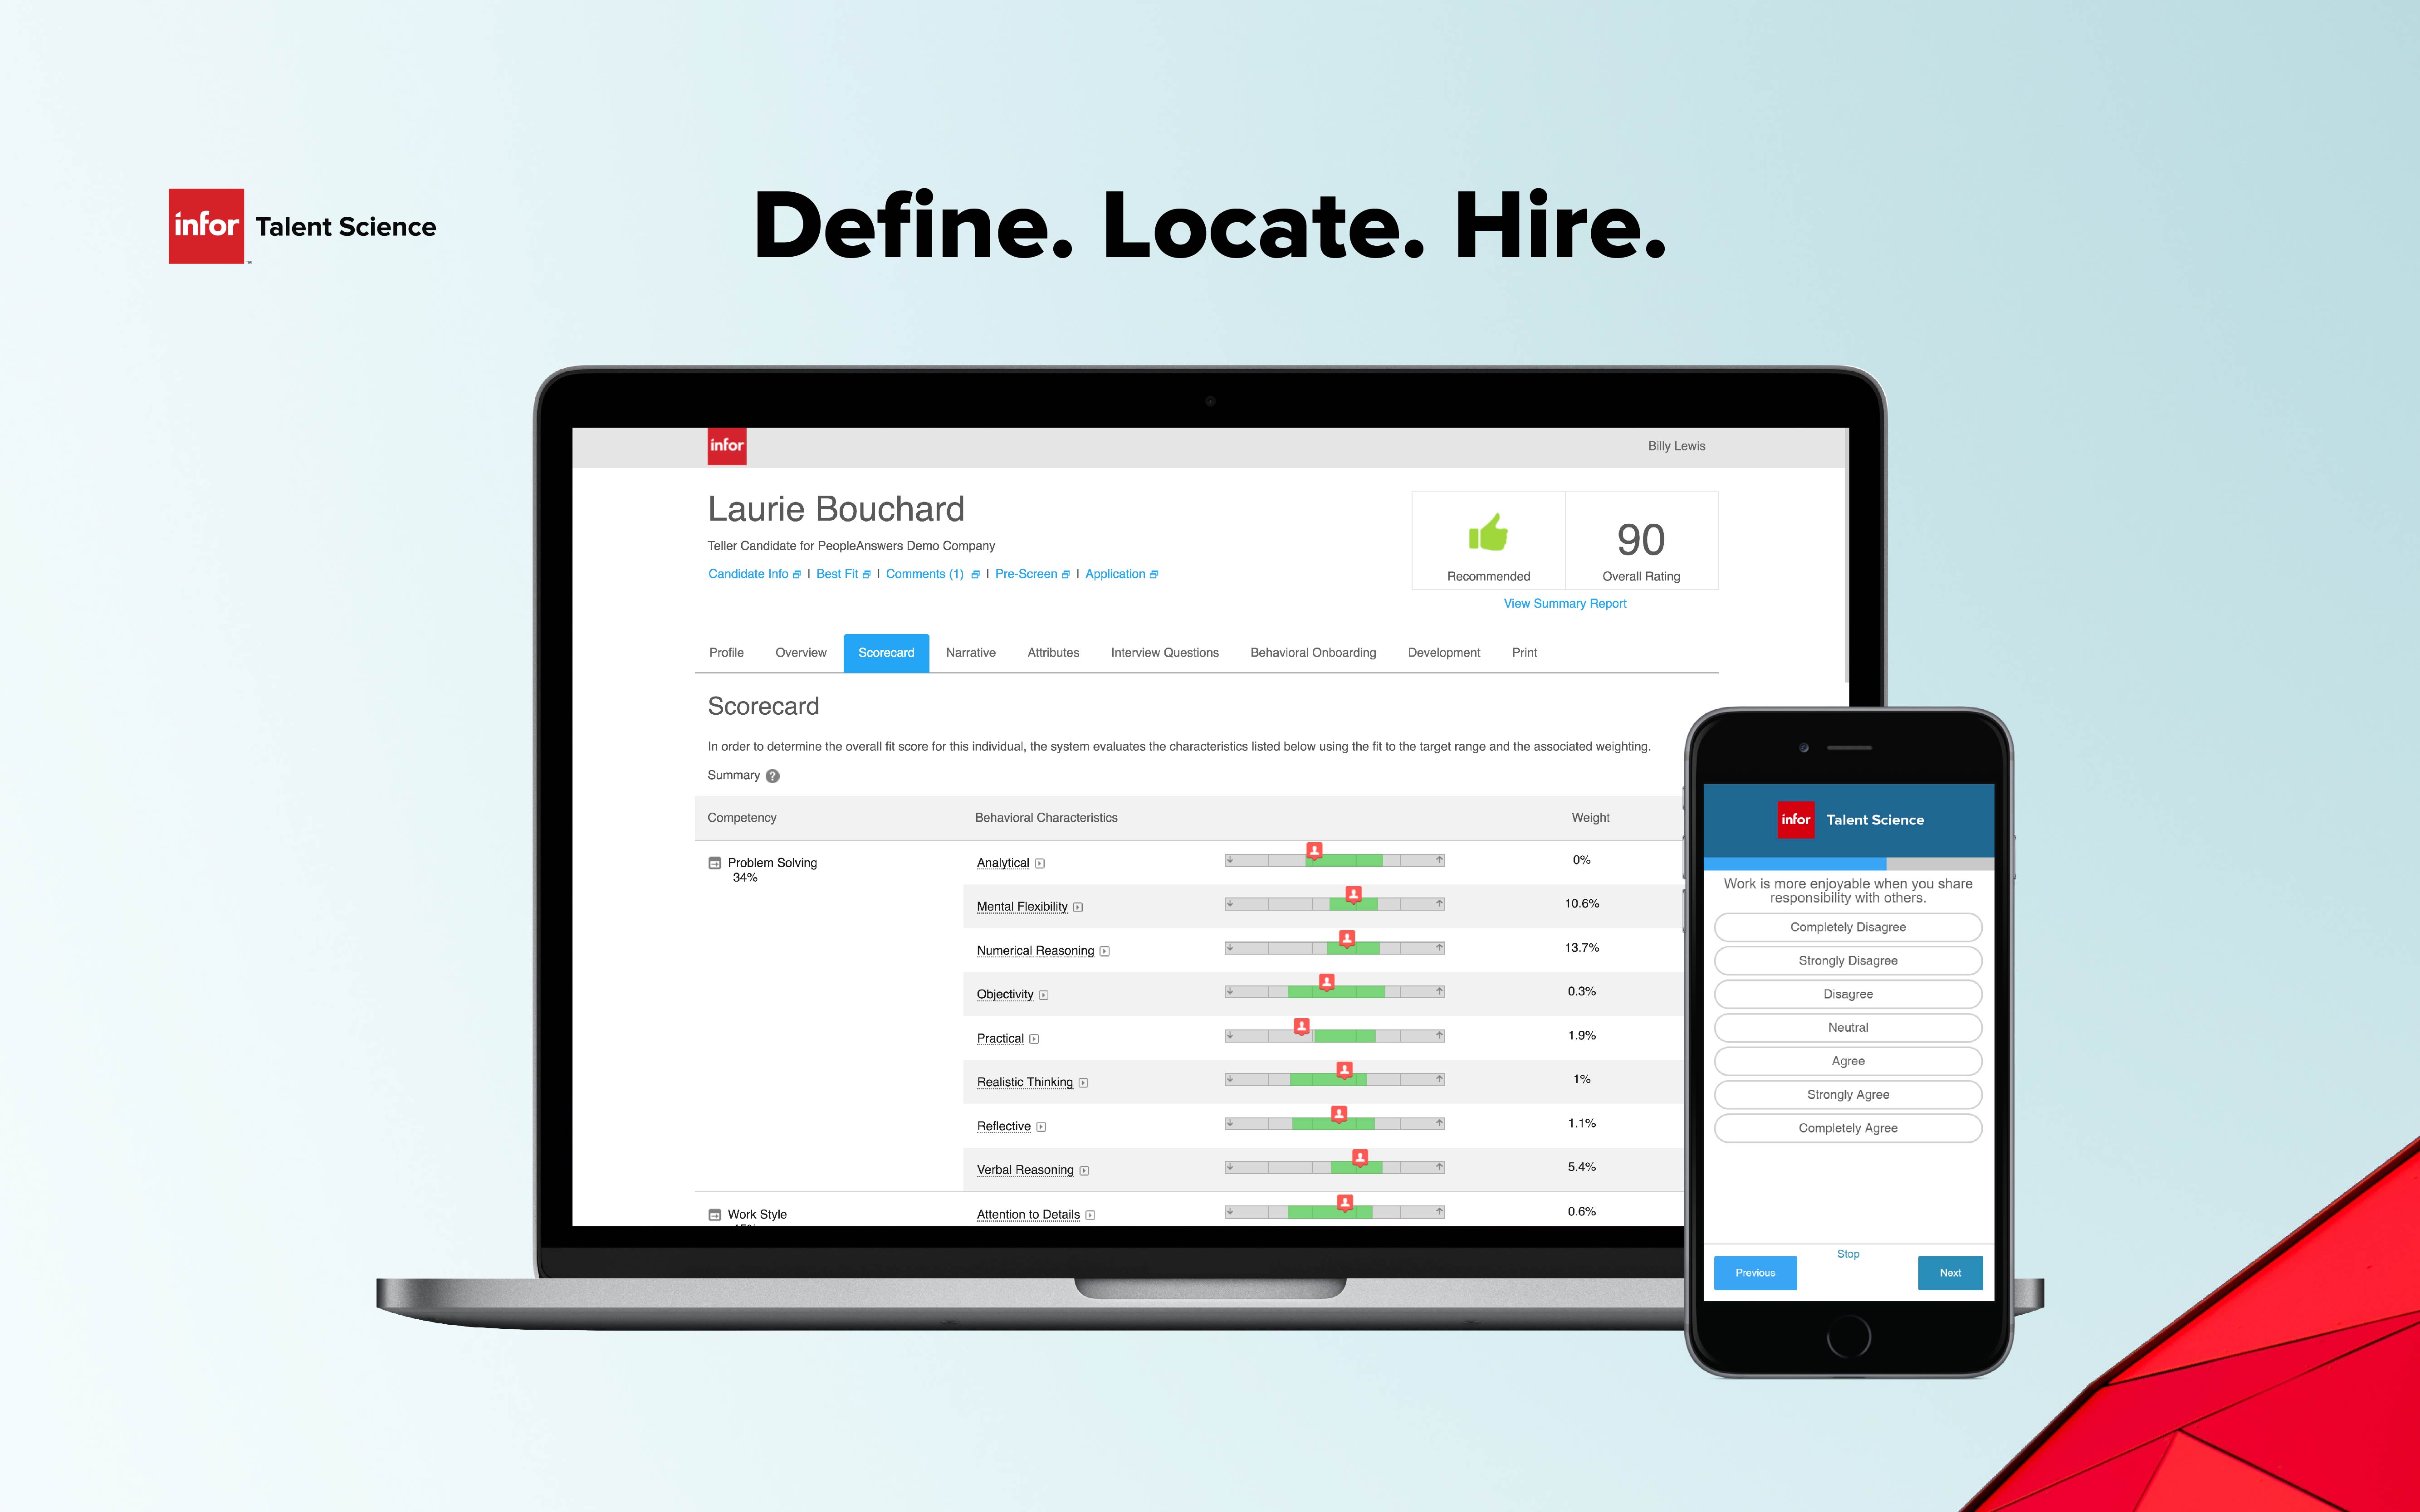 infor
™
Talent Science
Define. Locate. Hire.
infor
Billy Lewis
Laurie Bouchard
Teller Candidate for PeopleAnswers Demo Company
Candidate Info | Best Fit | Comments (1) | Pre-Screen | Application
Recommended
90
Overall Rating
View Summary Report
Profile Overview Scorecard Narrative Attributes Interview Questions Behavioral Onboarding Development Print
Scorecard
In order to determine the overall fit score for this individual, the system evaluates the characteristics listed below using the fit to the target range and the associated weighting.
Summary ?
Competency Behavioral Characteristics Weight
Problem Solving
34%
Analytical 0%
Mental Flexibility 10.6%
Numerical Reasoning 13.7%
Objectivity 0.3%
Practical 1.9%
Realistic Thinking 1%
Reflective 1.1%
Verbal Reasoning 5.4%
Work Style
Attention to Details 0.6%
infor Talent Science
Work is more enjoyable when you share
responsibility with others.
Completely Disagree
Strongly Disagree
Disagree
Neutral
Agree
Strongly Agree
Completely Agree
Stop
Previous
Next